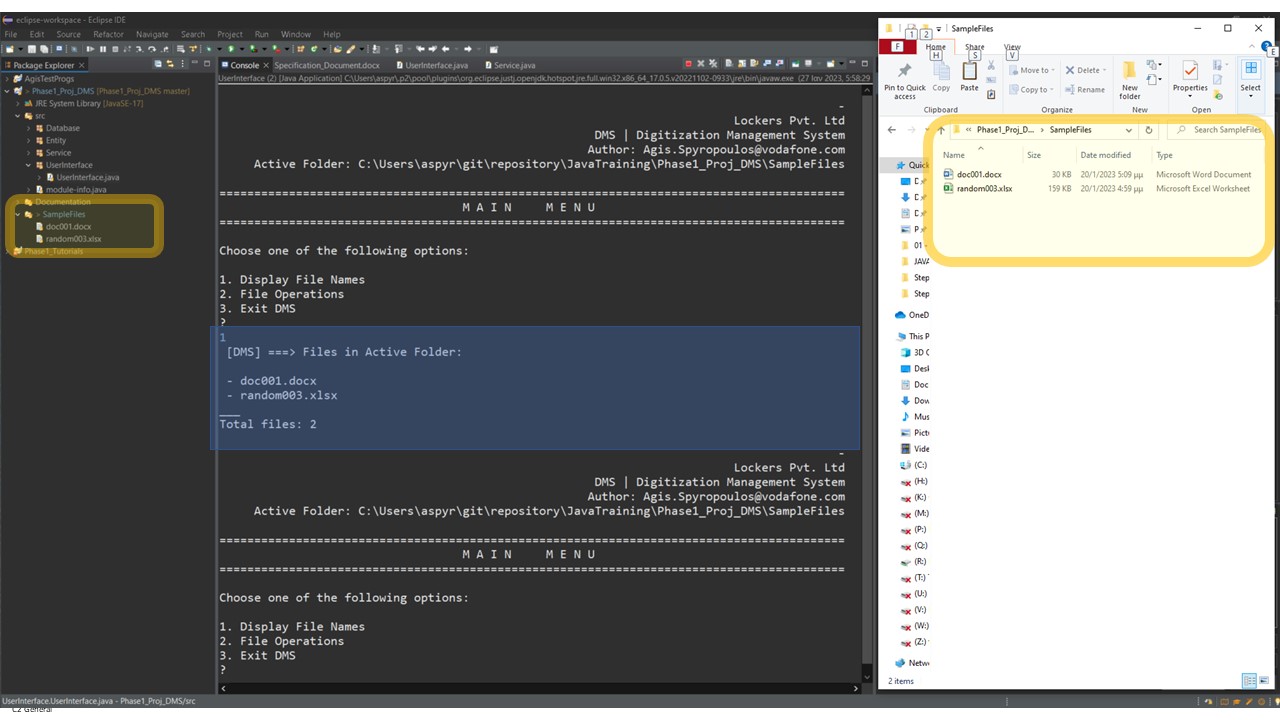 eclipse-workspace - Eclipse IDE
File Edit Source Refactor Navigate Search Project Run Window Help
Package Explorer
AgisTestProgs
> Phase1_Proj_DMS [Phase1_Proj_DMS master]
JRE System Library [JavaSE-17]
src
Database
Entity
Service
UserInterface
UserInterface.java
module-info.java
Documentation
> SampleFiles
doc001.docx
random003.xlsx
Phase1_Tutorials
Console Specification_Document.docx UserInterface.java Service.java
UserInterface (2) [Java Application] C:\Users\aspyr\.p2\pool\plugins\org.eclipse.justj.openjdk.hotspot.jre.full.win32.x86_64_17.0.5.v20221102-0933\jre\bin\javaw.exe (27 Ιαν 2023, 5:58:29
-
Lockers Pvt. Ltd
DMS | Digitization Management System
Author: Agis.Spyropoulos@vodafone.com
Active Folder: C:\Users\aspyr\git\repository\JavaTraining\Phase1_Proj_DMS\SampleFiles
==========================================================================================
M A I N M E N U
==========================================================================================
Choose one of the following options:
1. Display File Names
2. File Operations
3. Exit DMS
?
1
[DMS] ===> Files in Active Folder:
- doc001.docx
- random003.xlsx
___
Total files: 2
-
Lockers Pvt. Ltd
DMS | Digitization Management System
Author: Agis.Spyropoulos@vodafone.com
Active Folder: C:\Users\aspyr\git\repository\JavaTraining\Phase1_Proj_DMS\SampleFiles
==========================================================================================
M A I N M E N U
==========================================================================================
Choose one of the following options:
1. Display File Names
2. File Operations
3. Exit DMS
?
UserInterface.UserInterface.java - Phase1_Proj_DMS/src
C2 General
SampleFiles
1 2
F Home Share View
H S V E
Pin to Quick access
Copy
Paste
Clipboard
Move to
Copy to
Delete
Rename
Organize
New folder
New
Properties
Open
Select
« Phase1_Proj_D... > SampleFiles
Search SampleFiles
Name Size Date modified Type
doc001.docx 30 KB 20/1/2023 5:09 μμ Microsoft Word Document
random003.xlsx 159 KB 20/1/2023 4:59 μμ Microsoft Excel Worksheet
Quick
D
D
D
P
01 -
JAVA
Step
Step
OneD
This P
3D O
Desk
Doc
Dow
Mus
Pict
Vide
(C:)
(H:)
(K:)
(M:)
(P:)
(Q:)
(R:)
(T:)
(U:)
(V:)
(W:)
(Z:)
Netw
2 items